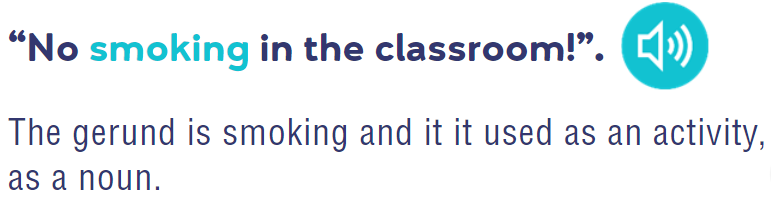 “No smoking in the classroom!”.
The gerund is smoking and it it used as an activity,
as a noun.